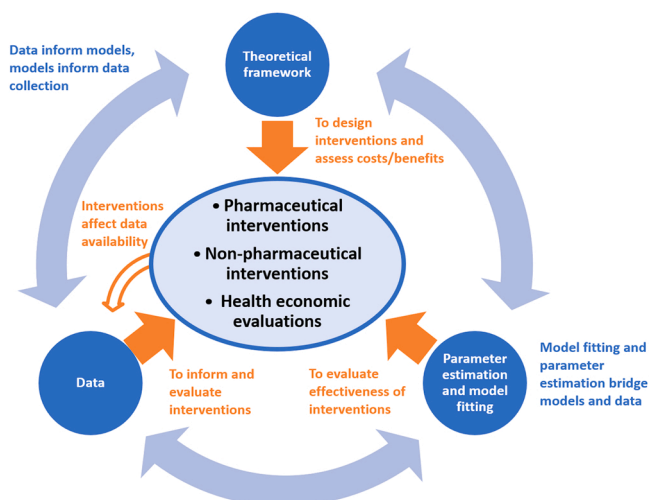 Data inform models,
models inform data
collection
Theoretical
framework
To design
interventions and
assess costs/benefits
Interventions
affect data
availability
• Pharmaceutical
interventions
• Non-pharmaceutical
interventions
• Health economic
evaluations
Data
To inform and
evaluate
interventions
To evaluate
effectiveness of
interventions
Parameter
estimation
and model
fitting
Model fitting and
parameter
estimation bridge
models and data